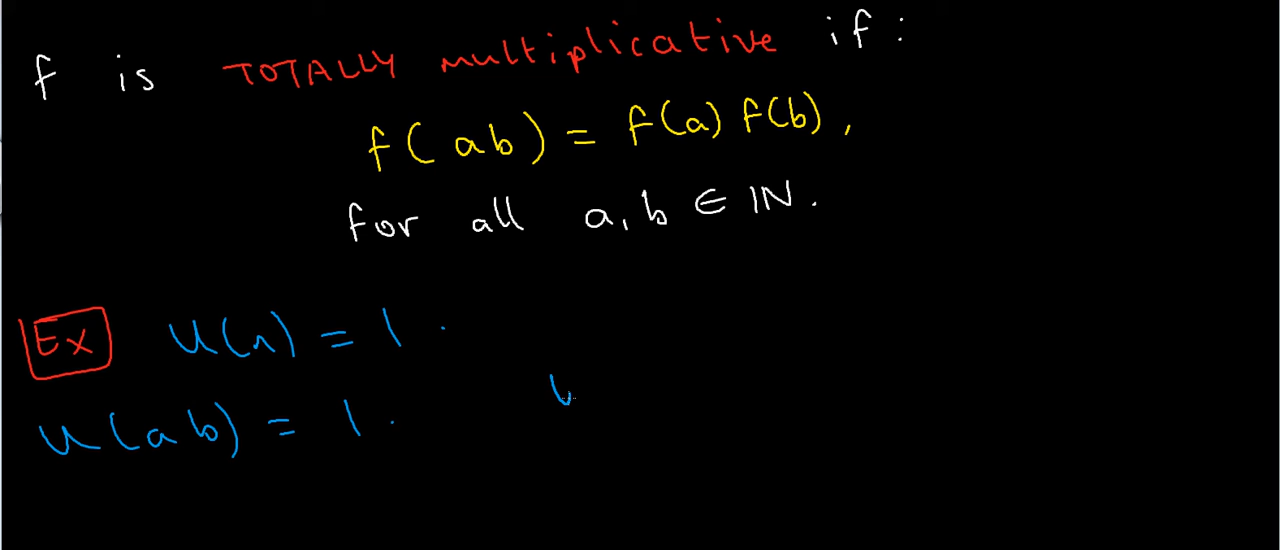 f is TOTALLY multiplicative if:
f(ab) = f(a) f(b),
for all a, b ∈ ℕ.
Ex u(n) = 1.
u(ab) = 1.